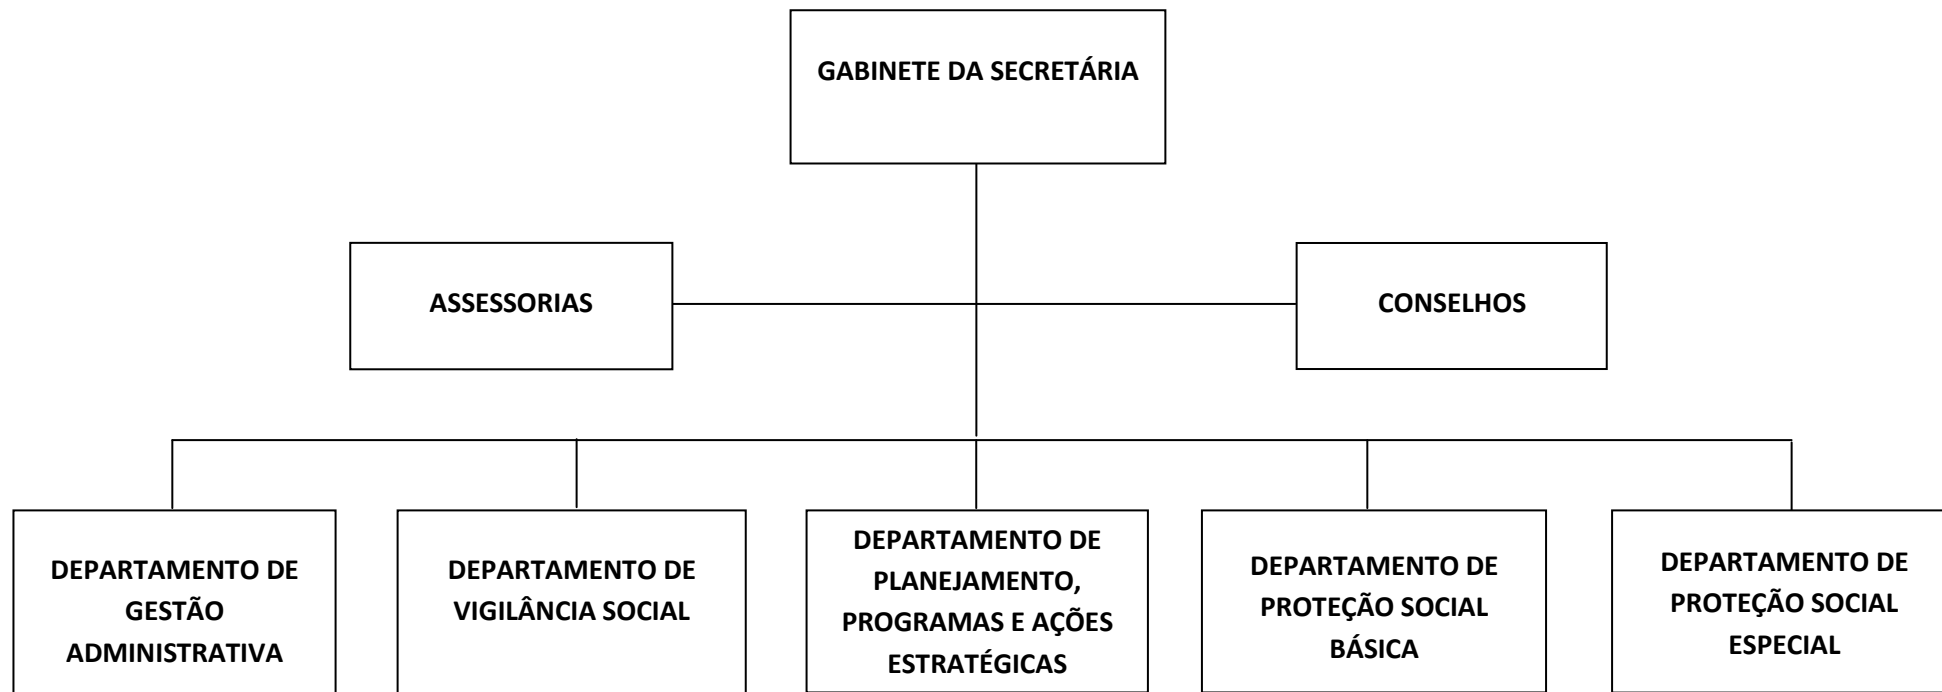 GABINETE DA SECRETÁRIA
ASSESSORIAS
CONSELHOS
DEPARTAMENTO DE
GESTÃO
ADMINISTRATIVA
DEPARTAMENTO DE
VIGILÂNCIA SOCIAL
DEPARTAMENTO DE
PLANEJAMENTO,
PROGRAMAS E AÇÕES
ESTRATÉGICAS
DEPARTAMENTO DE
PROTEÇÃO SOCIAL
BÁSICA
DEPARTAMENTO DE
PROTEÇÃO SOCIAL
ESPECIAL